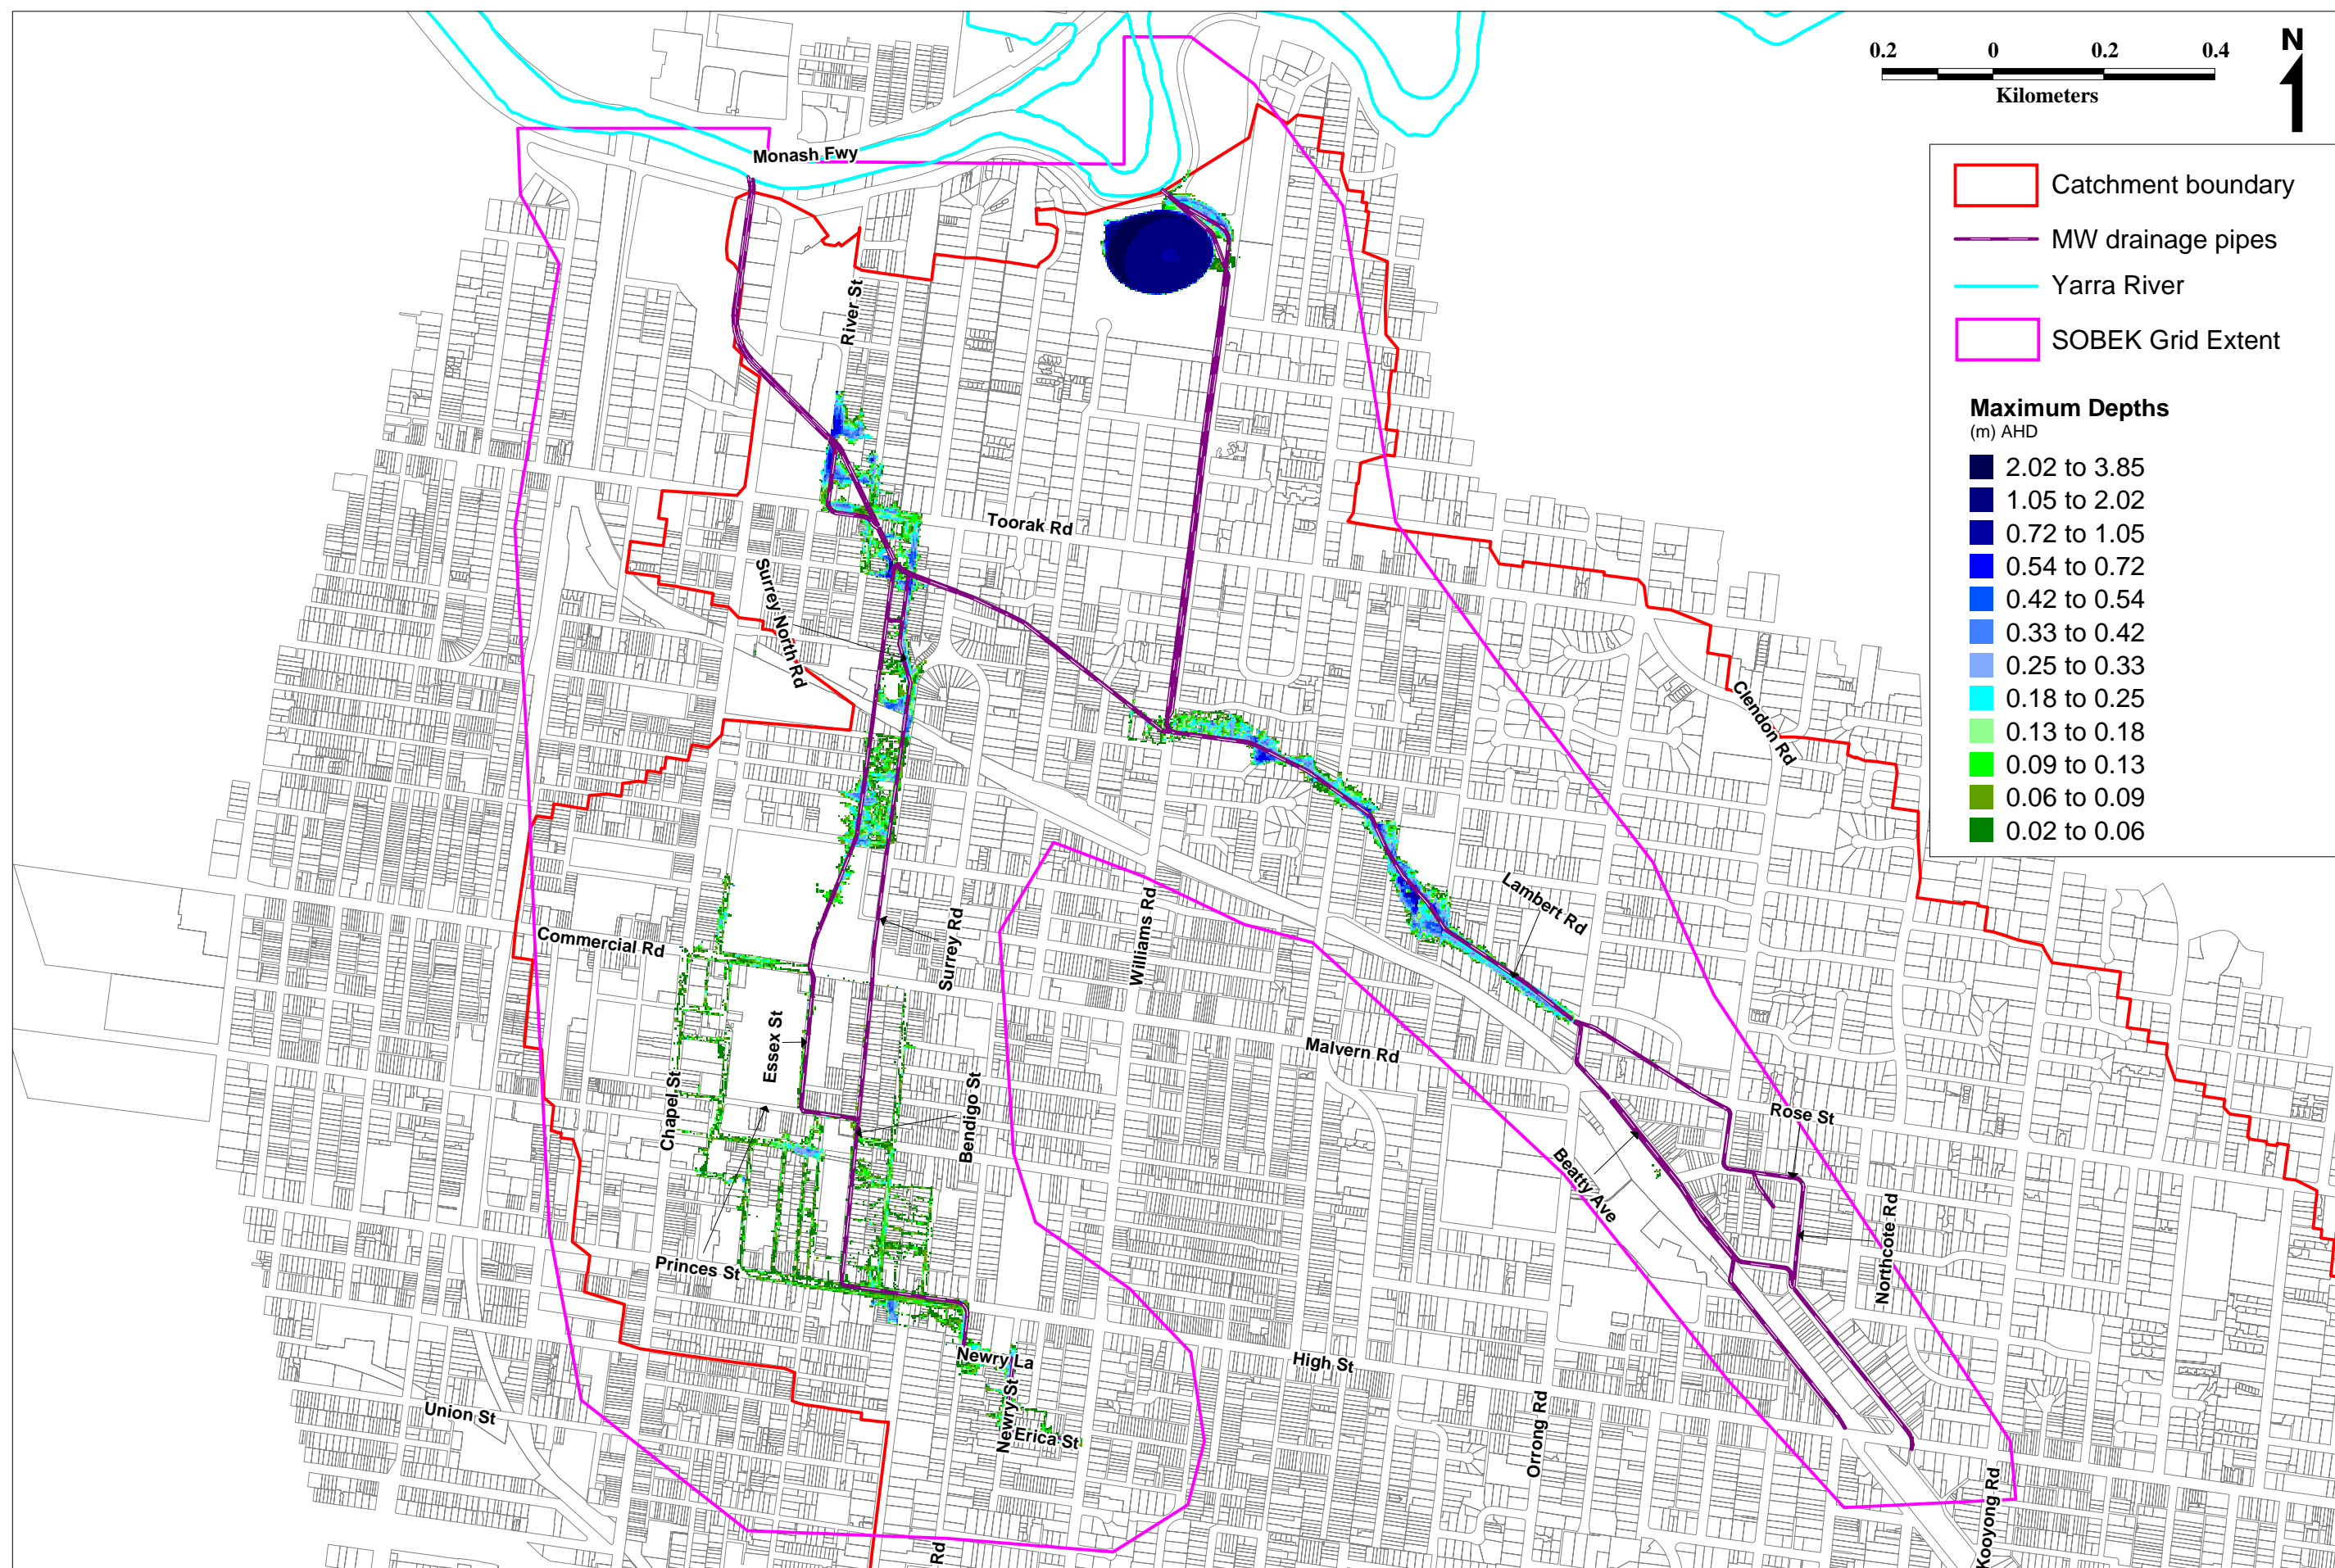 0.2 0 0.2 0.4
Kilometers
N
Catchment boundary
MW drainage pipes
Yarra River
SOBEK Grid Extent
Maximum Depths
(m) AHD
2.02 to 3.85
1.05 to 2.02
0.72 to 1.05
0.54 to 0.72
0.42 to 0.54
0.33 to 0.42
0.25 to 0.33
0.18 to 0.25
0.13 to 0.18
0.09 to 0.13
0.06 to 0.09
0.02 to 0.06
Monash Fwy
River St
Toorak Rd
Surrey North Rd
Clendon Rd
Lambert Rd
Williams Rd
Surrey Rd
Commercial Rd
Essex St
Malvern Rd
Chapel St
Bendigo St
Rose St
Beatty Ave
Northcote Rd
Princes St
Newry La
High St
Newry St
Erica St
Union St
Orrong Rd
Kooyong Rd
Rd